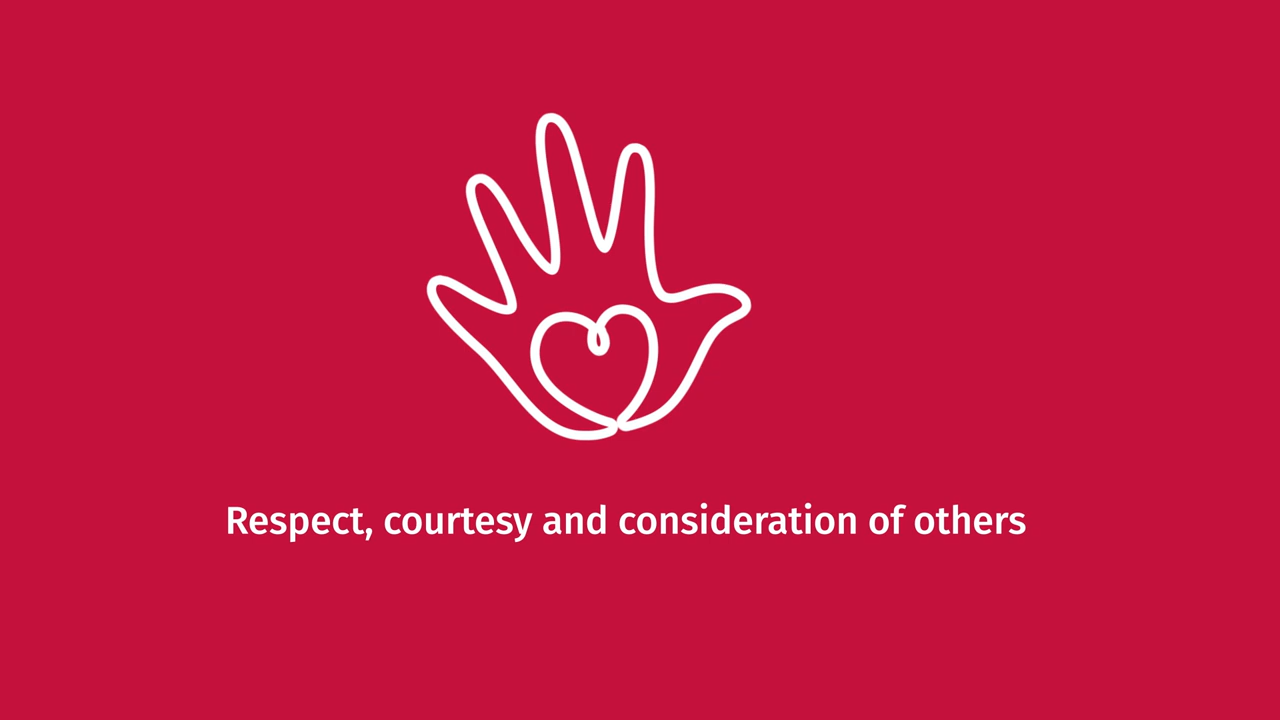 Respect, courtesy and consideration of others